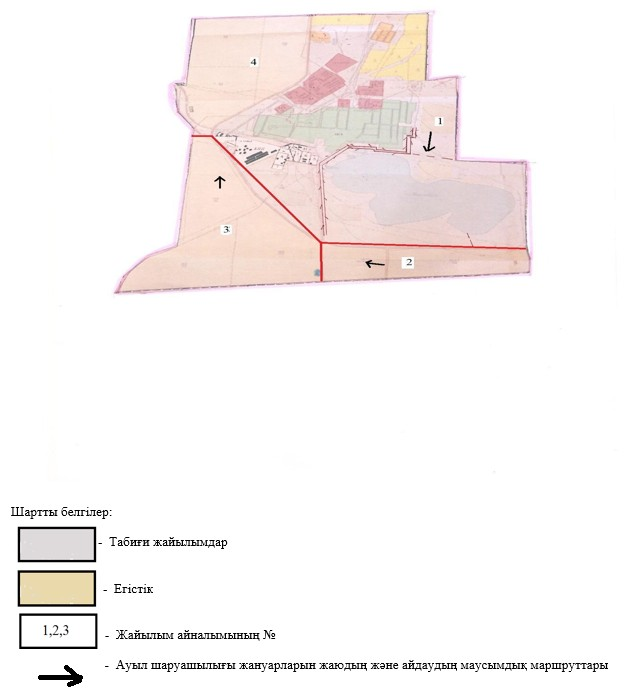 4
1
3
2
Шартты белгілер:
- Табиғи жайылымдар
- Егістік
1,2,3
- Жайылым айналымының №
- Ауыл шаруашылығы жануарларын жаюдың және айдаудың маусымдық маршруттары